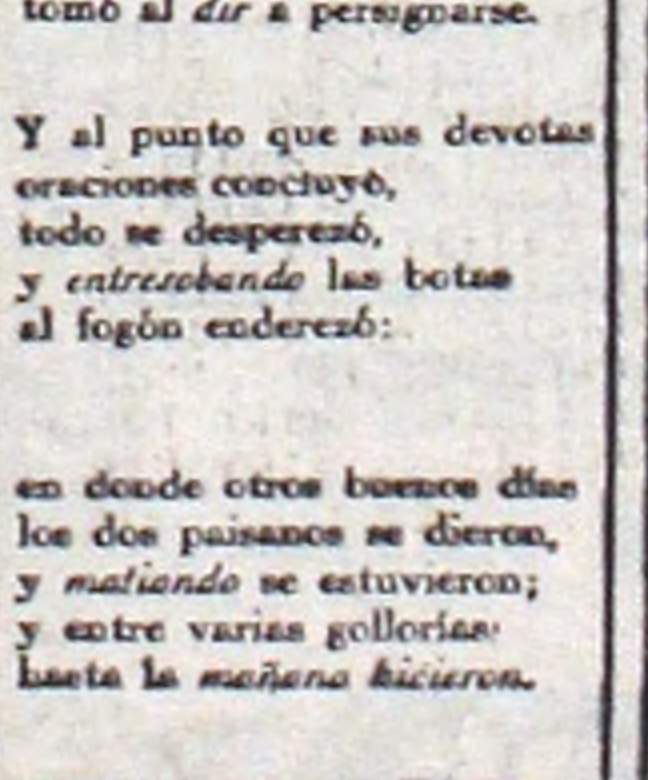 tomó al dir a persignarse.
Y al punto que sus devotas
oraciones concluyó,
todo se desperezó,
y entresobando las botas
al fogón enderezó:
en donde otros buenos días
los dos paisanos se dieron,
y matiando se estuvieron;
y entre varias gollorías
hasta la mañana hicieron.